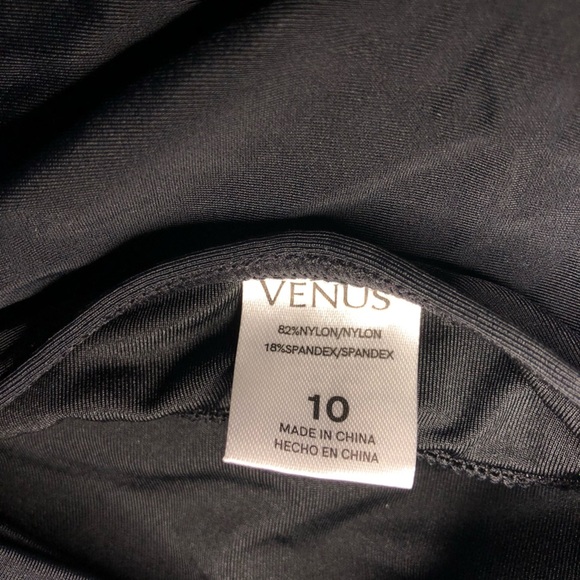 VENUS
82%NYLON/NYLON
18%SPANDEX/SPANDEX
10
MADE IN CHINA
HECHO EN CHINA